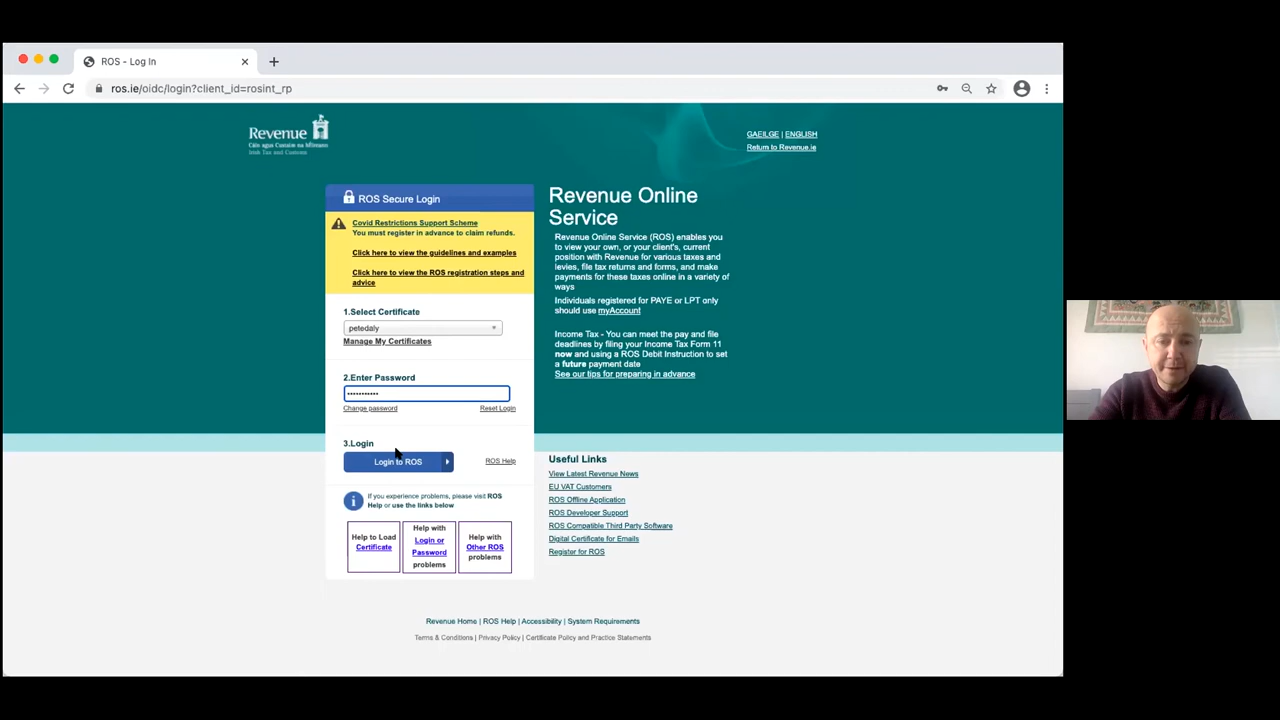 ROS - Log In
ros.ie/oidc/login?client_id=rosint_rp
Revenue
Cáin agus Custaim na hÉireann
Irish Tax and Customs
GAEILGE | ENGLISH
Return to Revenue.ie
ROS Secure Login
Covid Restrictions Support Scheme
You must register in advance to claim refunds.
Click here to view the guidelines and examples
Click here to view the ROS registration steps and
advice
1.Select Certificate
petedaly
Manage My Certificates
2.Enter Password
•••••••••••
Change password
Reset Login
3.Login
Login to ROS
ROS Help
If you experience problems, please visit ROS
Help or use the links below
Help to Load
Certificate
Help with
Login or
Password
problems
Help with
Other ROS
problems
Revenue Online
Service
Revenue Online Service (ROS) enables you
to view your own, or your client's, current
position with Revenue for various taxes and
levies, file tax returns and forms, and make
payments for these taxes online in a variety of
ways
Individuals registered for PAYE or LPT only
should use myAccount
Income Tax - You can meet the pay and file
deadlines by filing your Income Tax Form 11
now and using a ROS Debit Instruction to set
a future payment date
See our tips for preparing in advance
Useful Links
View Latest Revenue News
EU VAT Customers
ROS Offline Application
ROS Developer Support
ROS Compatible Third Party Software
Digital Certificate for Emails
Register for ROS
Revenue Home | ROS Help | Accessibility | System Requirements
Terms & Conditions | Privacy Policy | Certificate Policy and Practice Statements